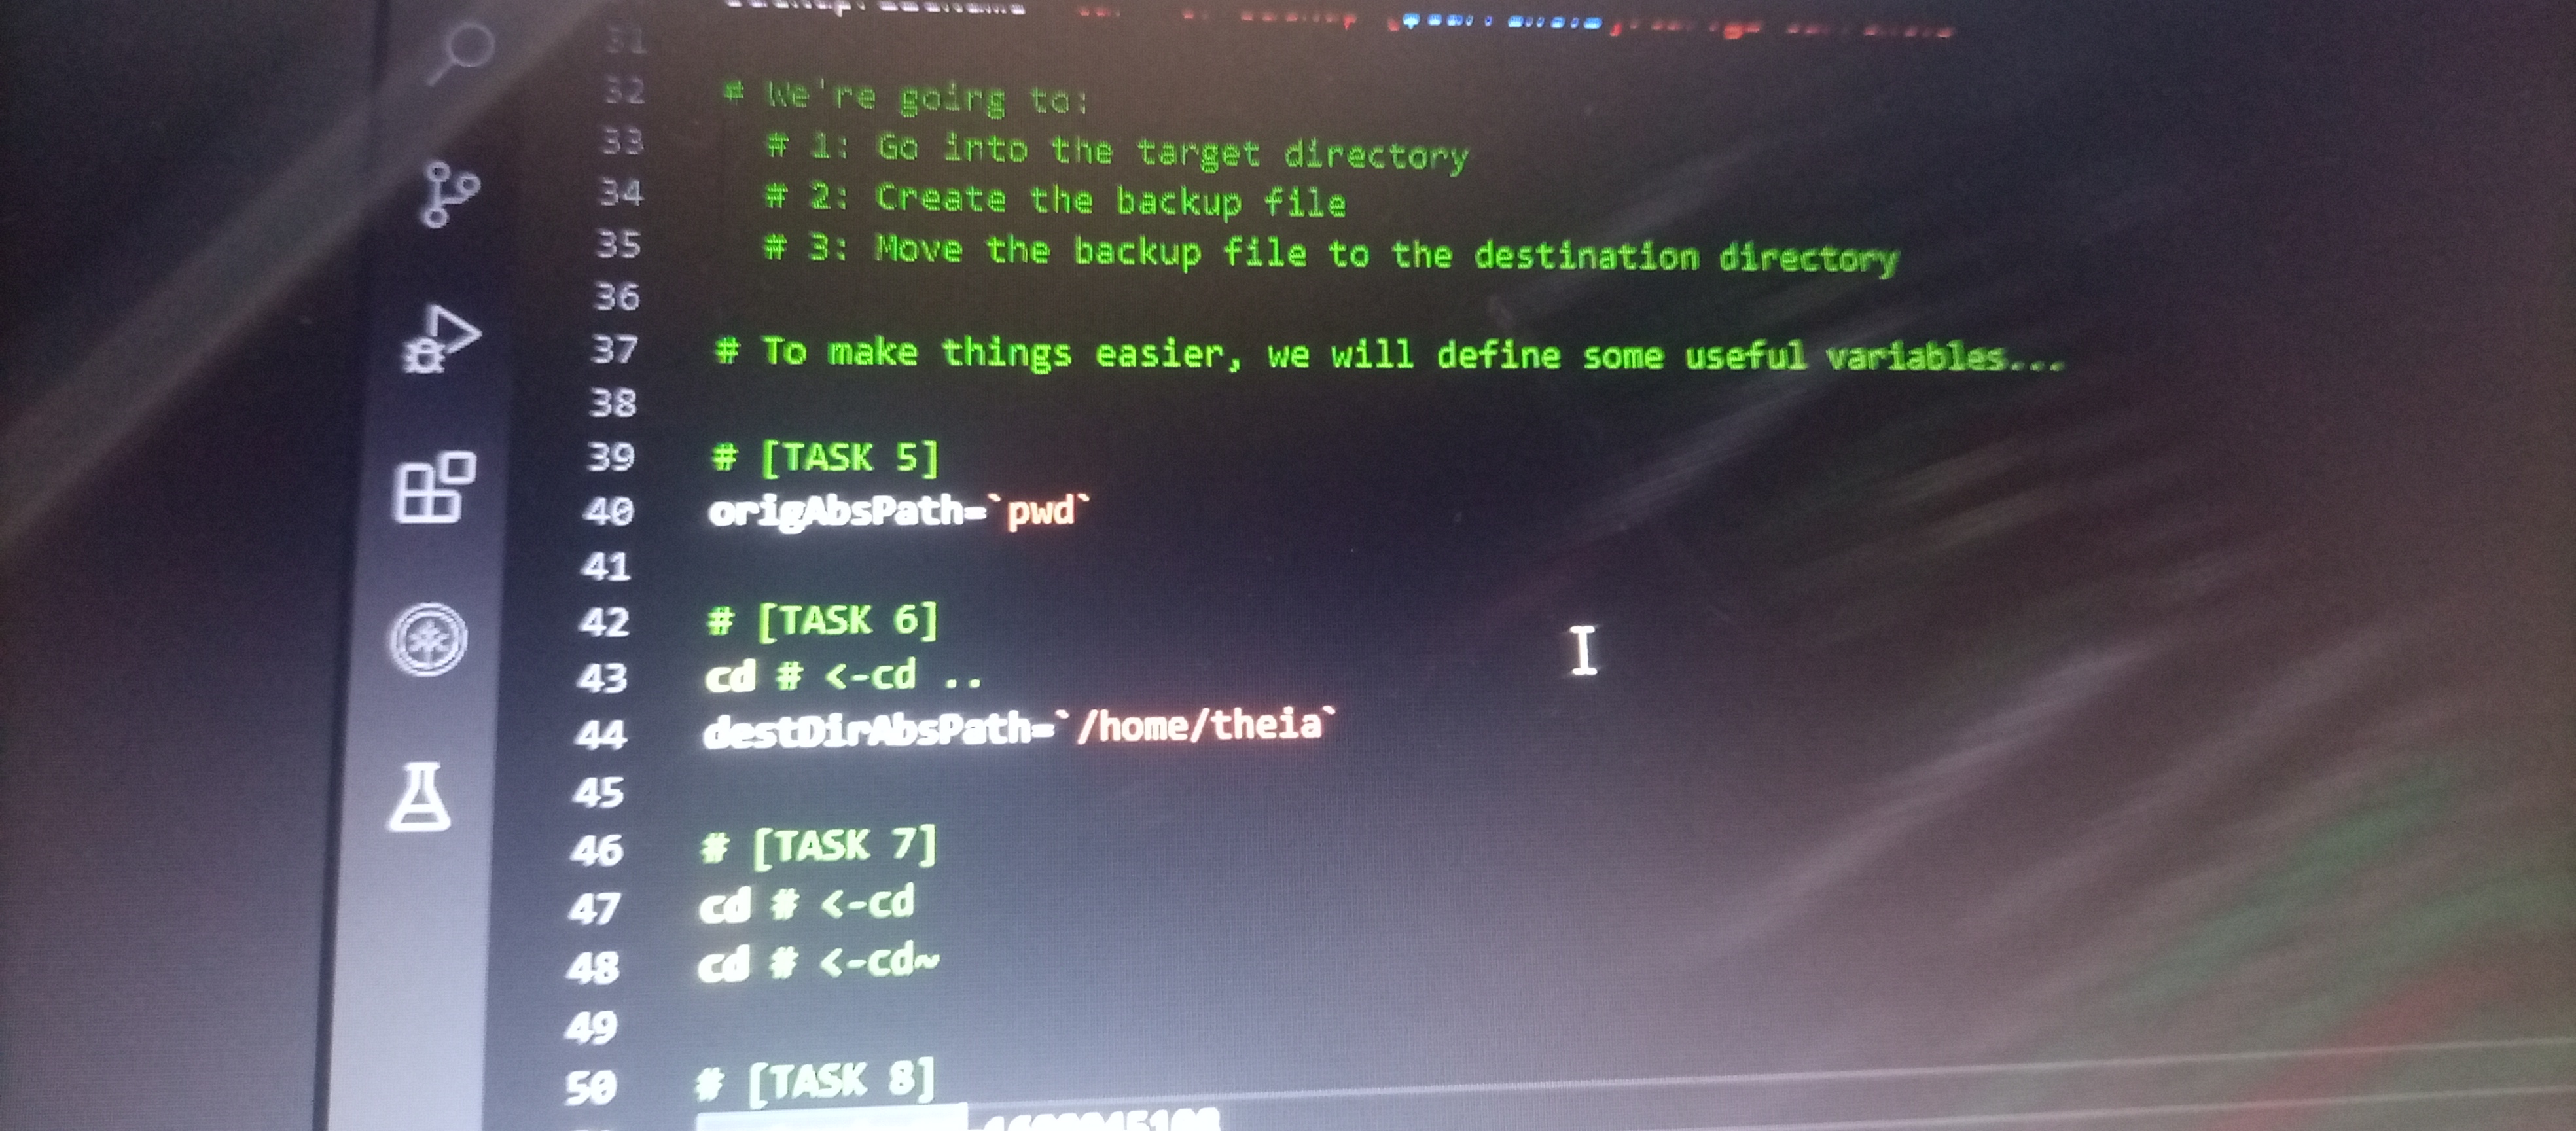 31
32 # We're going to:
33 # 1: Go into the target directory
34 # 2: Create the backup file
35 # 3: Move the backup file to the destination directory
36
37 # To make things easier, we will define some useful variables...
38
39 # [TASK 5]
40 origAbsPath=`pwd`
41
42 # [TASK 6]
43 cd # <-cd ..
44 destDirAbsPath=`/home/theia`
45
46 # [TASK 7]
47 cd # <-cd
48 cd # <-cd~
49
50 # [TASK 8]